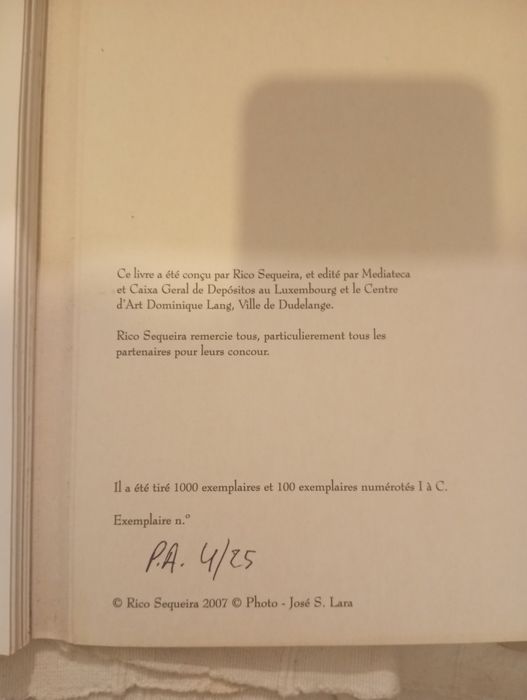 Ce livre a été conçu par Rico Sequeira, et edité par Mediateca
et Caixa Geral de Depósitos au Luxembourg et le Centre
d'Art Dominique Lang, Ville de Dudelange.
Rico Sequeira remercie tous, particulierement tous les
partenaires pour leurs concour.
Il a été tiré 1000 exemplaires et 100 exemplaires numérotés I à C.
Exemplaire n.º
P.A. 4/25
© Rico Sequeira 2007 © Photo - José S. Lara